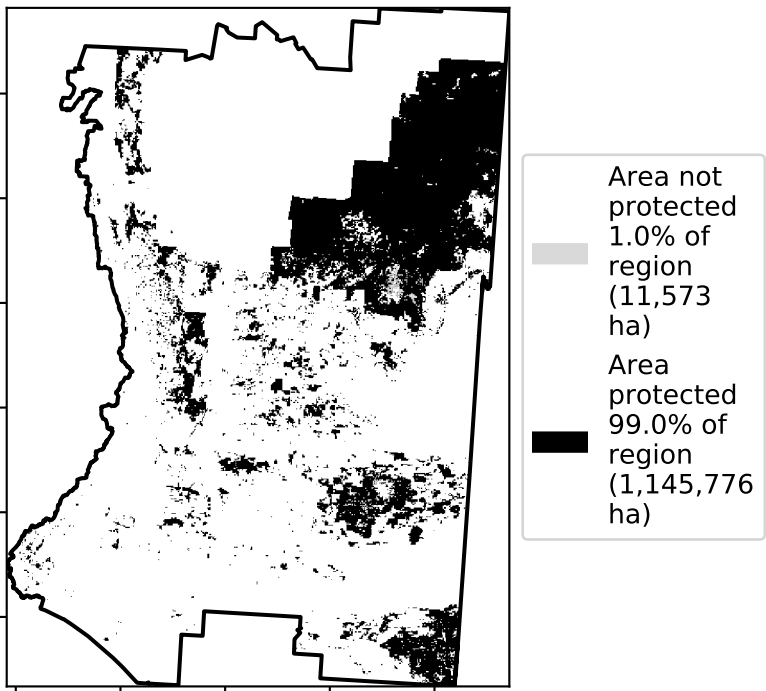 Area not
protected
1.0% of
region
(11,573
ha)
Area
protected
99.0% of
region
(1,145,776
ha)